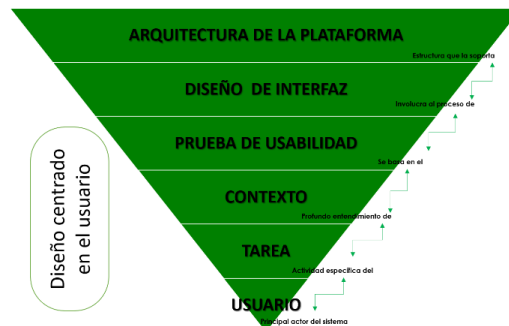 ARQUITECTURA DE LA PLATAFORMA
Estructura que la soporta
DISEÑO DE INTERFAZ
Involucra al proceso de
PRUEBA DE USABILIDAD
Se basa en el
CONTEXTO
Profundo entendimiento de
TAREA
Actividad específica del
USUARIO
Principal actor del sistema
Diseño centrado
en el usuario